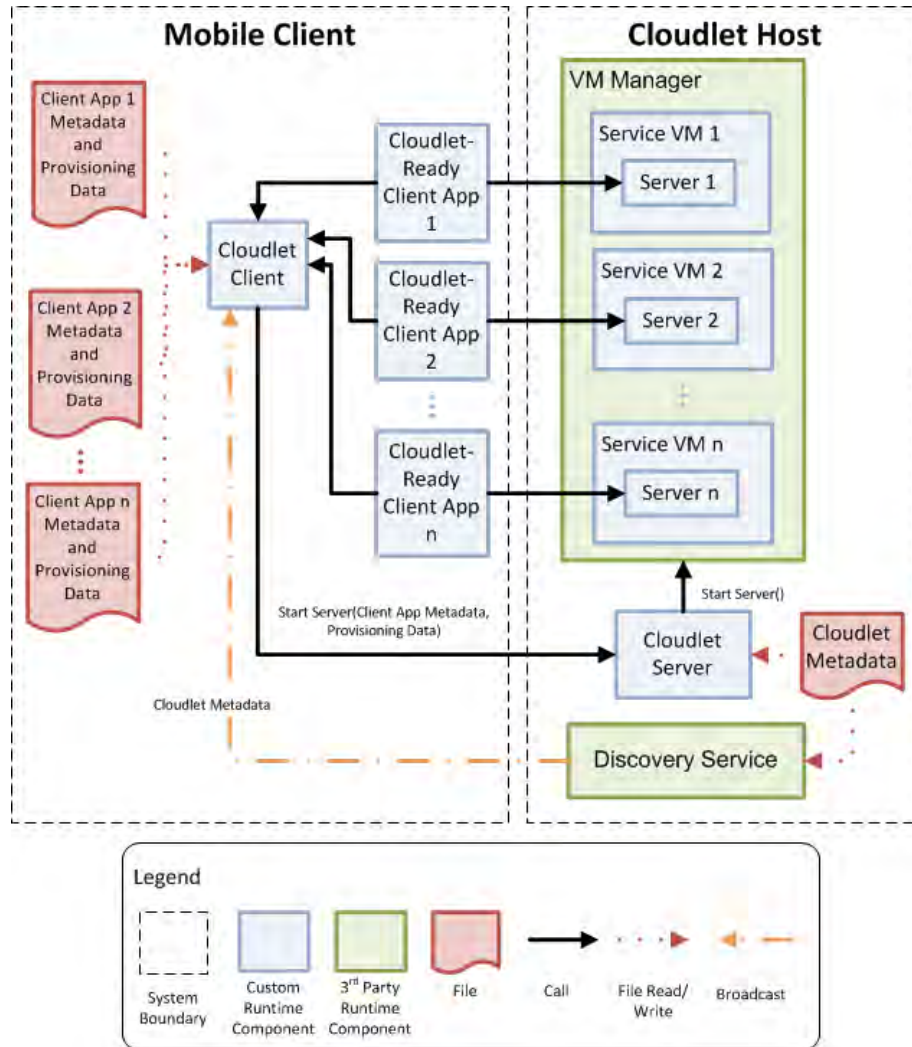 Mobile Client
Cloudlet Host
Client App 1
Metadata
and
Provisioning
Data
Client App 2
Metadata
and
Provisioning
Data
Client App n
Metadata
and
Provisioning
Data
Cloudlet
Client
Cloudlet-
Ready
Client App
1
Cloudlet-
Ready
Client App
2
Cloudlet-
Ready
Client App
n
VM Manager
Service VM 1
Server 1
Service VM 2
Server 2
Service VM n
Server n
Start Server(Client App Metadata,
Provisioning Data)
Start Server()
Cloudlet
Server
Cloudlet
Metadata
Cloudlet Metadata
Discovery Service
Legend
System
Boundary
Custom
Runtime
Component
3rd Party
Runtime
Component
File
Call
File Read/
Write
Broadcast